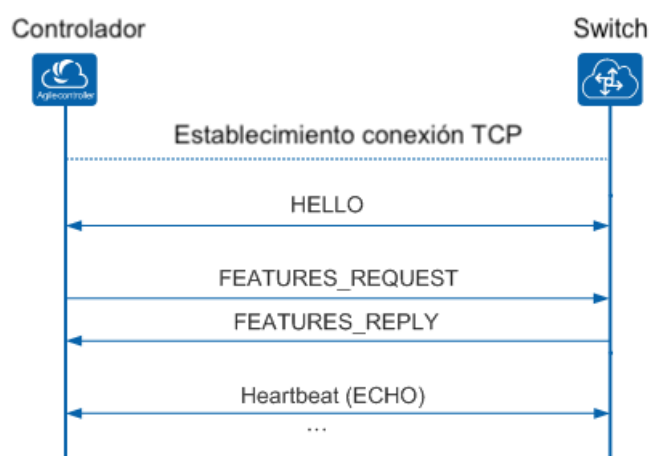 Controlador
Switch
Agilecontroller
Establecimiento conexión TCP
HELLO
FEATURES_REQUEST
FEATURES_REPLY
Heartbeat (ECHO)
...